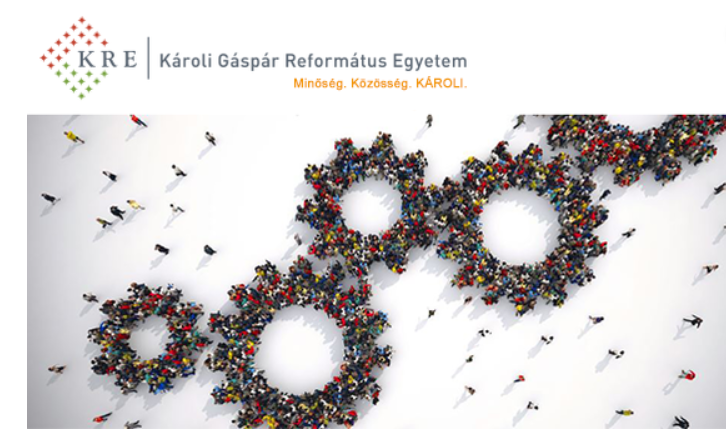 KRE
Károli Gáspár Református Egyetem
Minőség. Közösség. KÁROLI.